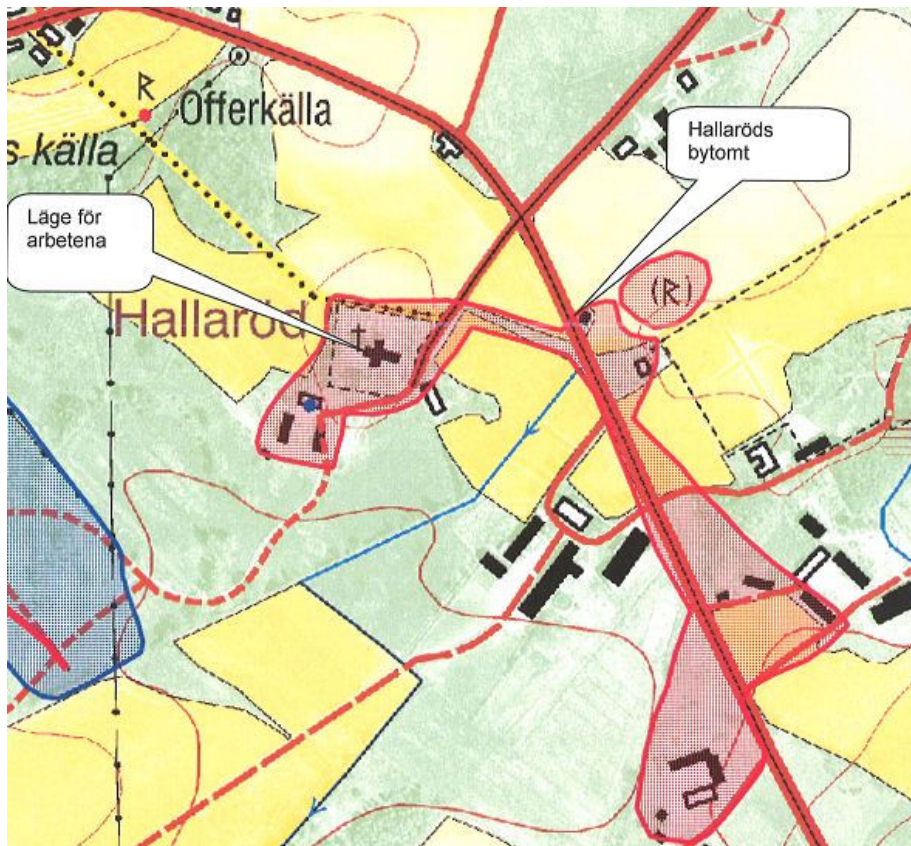 R
Offerkälla
s källa
Hallaröds
bytomt
Läge för
arbetena
(R)
Hallaröd